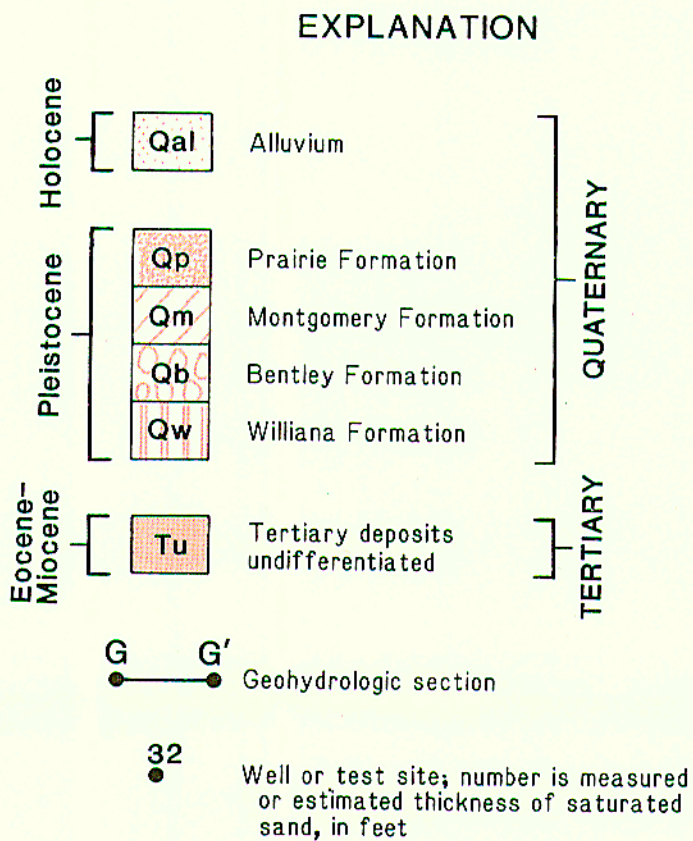 EXPLANATION
Holocene
Qal Alluvium
Pleistocene
Qp Prairie Formation
Qm Montgomery Formation
Qb Bentley Formation
Qw Williana Formation
QUATERNARY
Eocene–
Miocene
Tu Tertiary deposits
undifferentiated
TERTIARY
G G′
Geohydrologic section
32
Well or test site; number is measured
or estimated thickness of saturated
sand, in feet